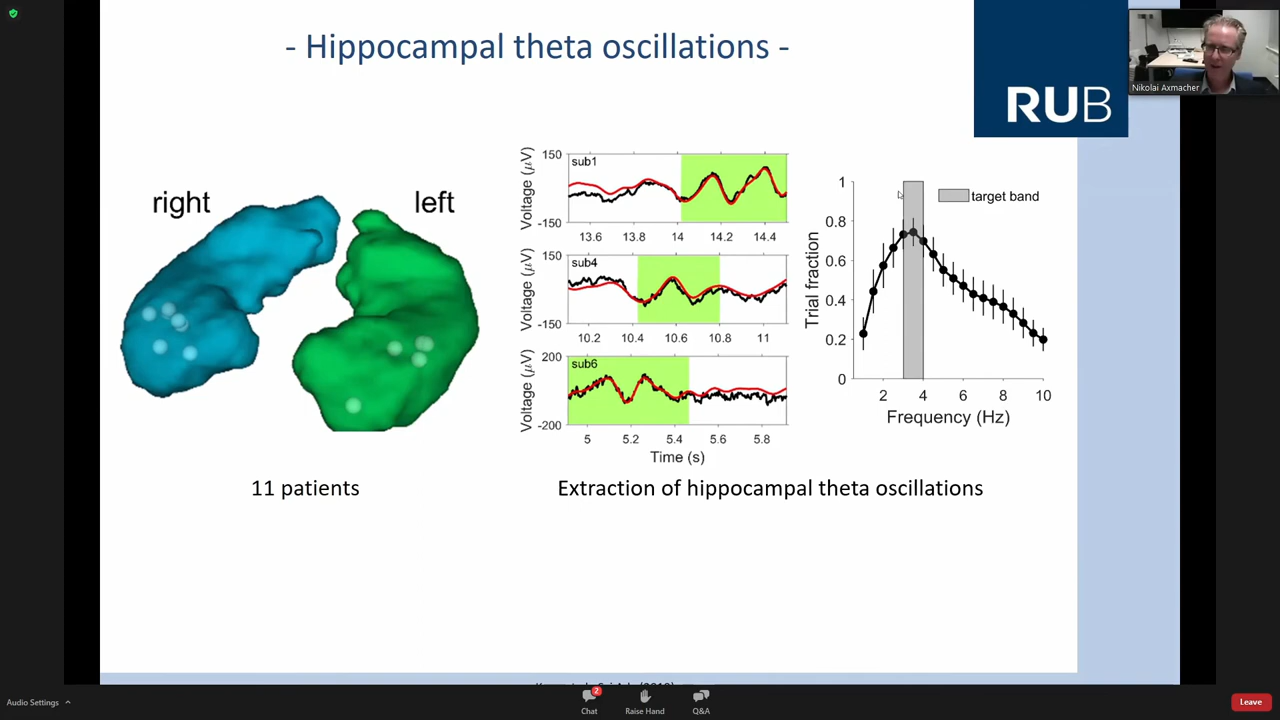 - Hippocampal theta oscillations -
RUB
Nikolai Axmacher
right
left
Voltage (μV)
150
-150
sub1
13.6 13.8 14 14.2 14.4
Voltage (μV)
150
-150
sub4
10.2 10.4 10.6 10.8 11
Voltage (μV)
200
-200
sub6
5 5.2 5.4 5.6 5.8
Time (s)
Trial fraction
1
0.8
0.6
0.4
0.2
0
target band
2 4 6 8 10
Frequency (Hz)
11 patients
Extraction of hippocampal theta oscillations
Audio Settings
2
Chat
Raise Hand
Q&A
Leave